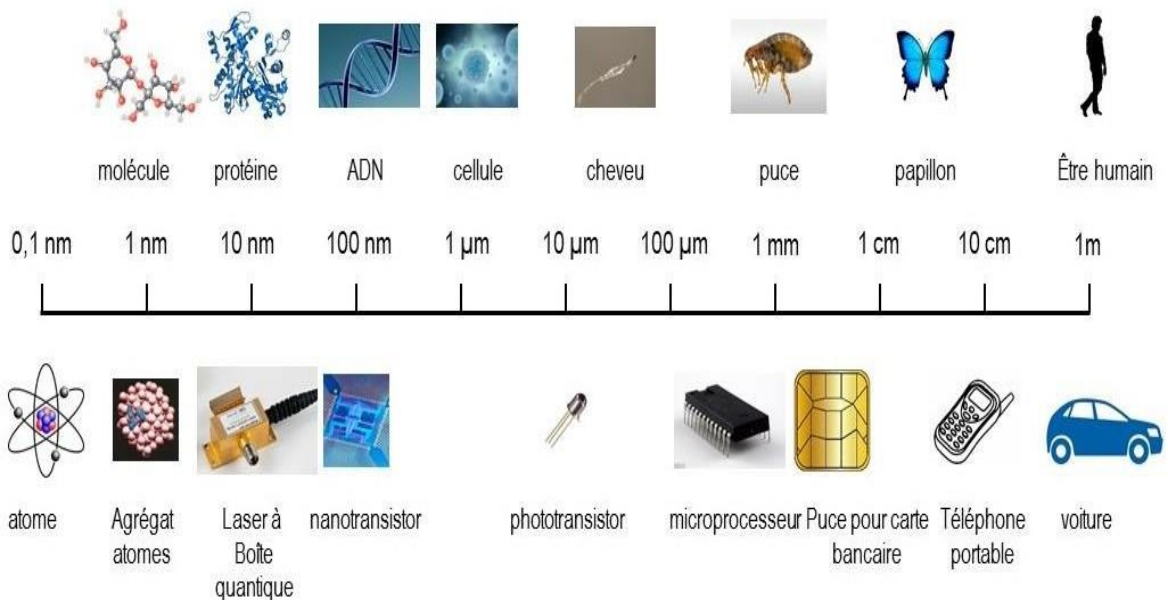 molécule protéine ADN cellule cheveu puce papillon Être humain
0,1 nm 1 nm 10 nm 100 nm 1 µm 10 µm 100 µm 1 mm 1 cm 10 cm 1m
atome Agrégat Laser à nanotransistor phototransistor microprocesseur Puce pour carte Téléphone voiture
atomes Boîte bancaire portable
quantique